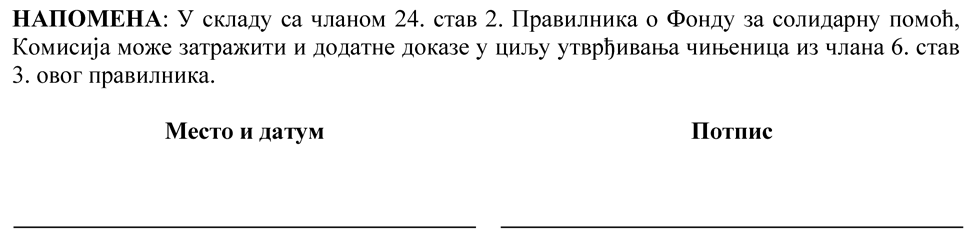 НАПОМЕНА: У складу са чланом 24. став 2. Правилника о Фонду за солидарну помоћ,
Комисија може затражити и додатне доказе у циљу утврђивања чињеница из члана 6. став
3. овог правилника.
Место и датум Потпис